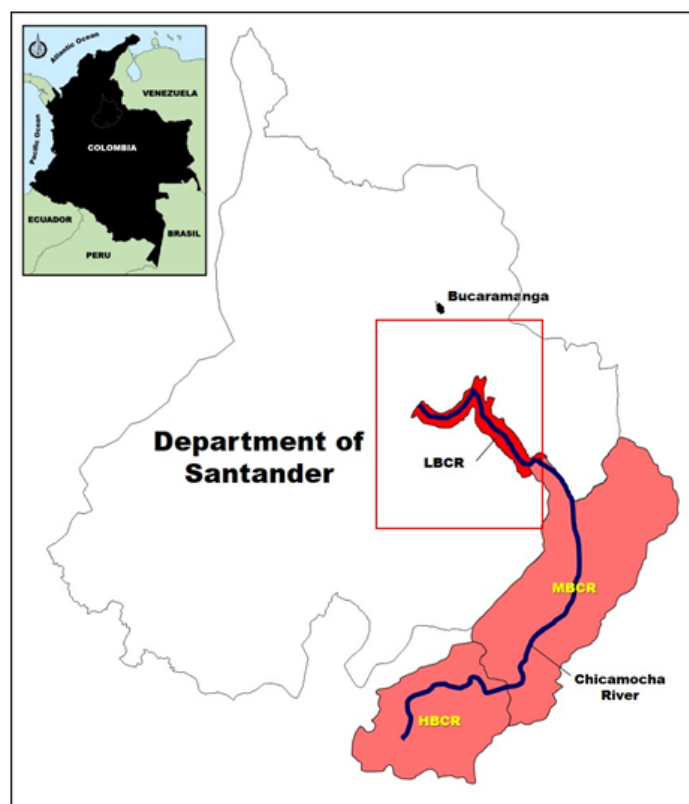 Atlantic Ocean
VENEZUELA
Pacific Ocean
COLOMBIA
ECUADOR
BRASIL
PERU
Bucaramanga
Department of
Santander
LBCR
MBCR
Chicamocha
River
HBCR